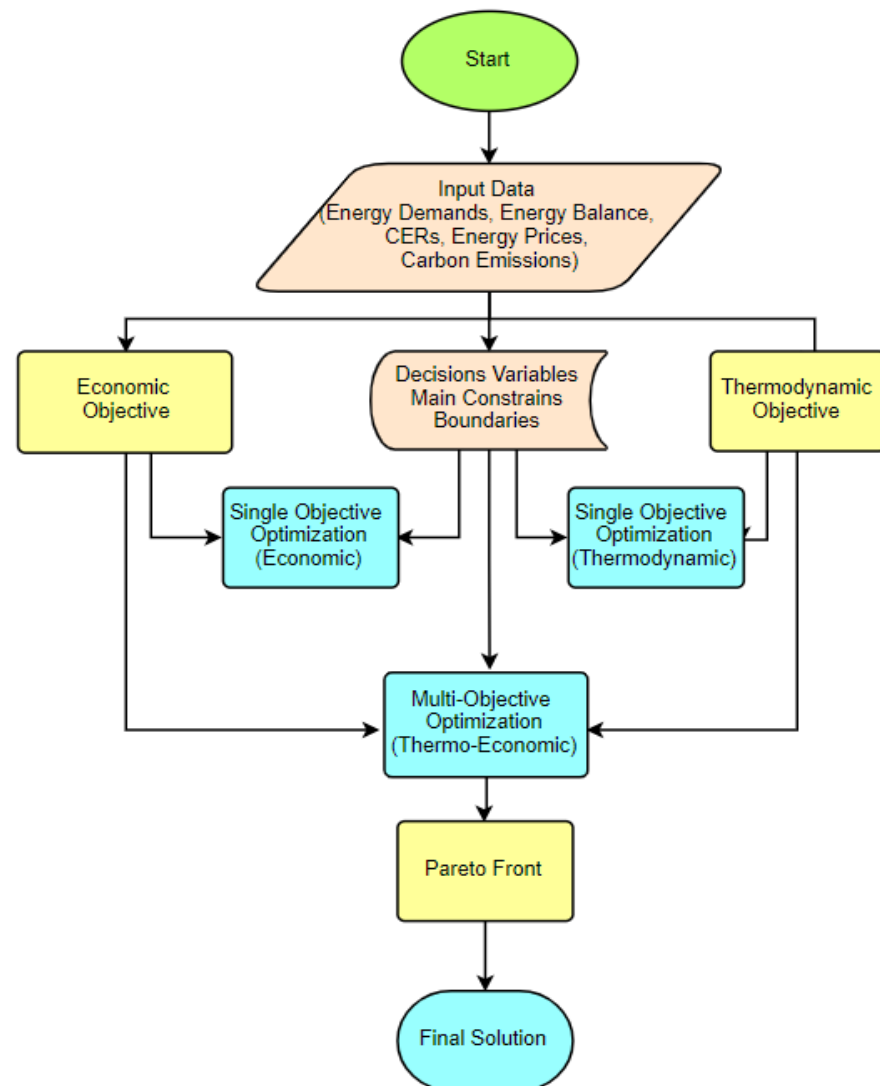 Start
Input Data
(Energy Demands, Energy Balance,
CERs, Energy Prices,
Carbon Emissions)
Economic
Objective
Decisions Variables
Main Constrains
Boundaries
Thermodynamic
Objective
Single Objective
Optimization
(Economic)
Single Objective
Optimization
(Thermodynamic)
Multi-Objective
Optimization
(Thermo-Economic)
Pareto Front
Final Solution